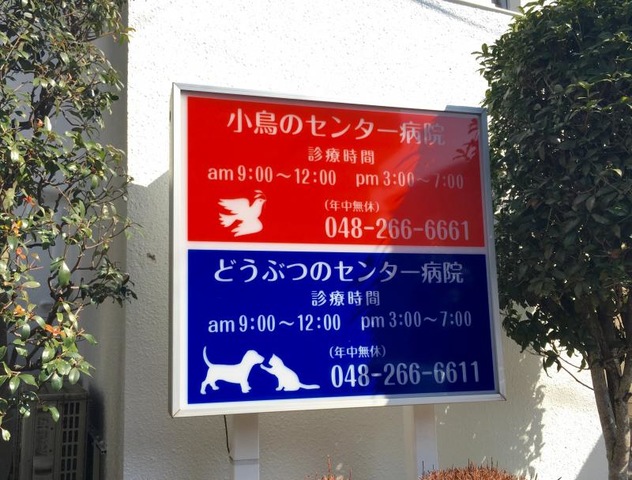 小鳥のセンター病院
診療時間
am 9:00～12:00 pm 3:00～7:00
(年中無休)
048-266-6661
どうぶつのセンター病院
診療時間
am 9:00～12:00 pm 3:00～7:00
(年中無休)
048-266-6611